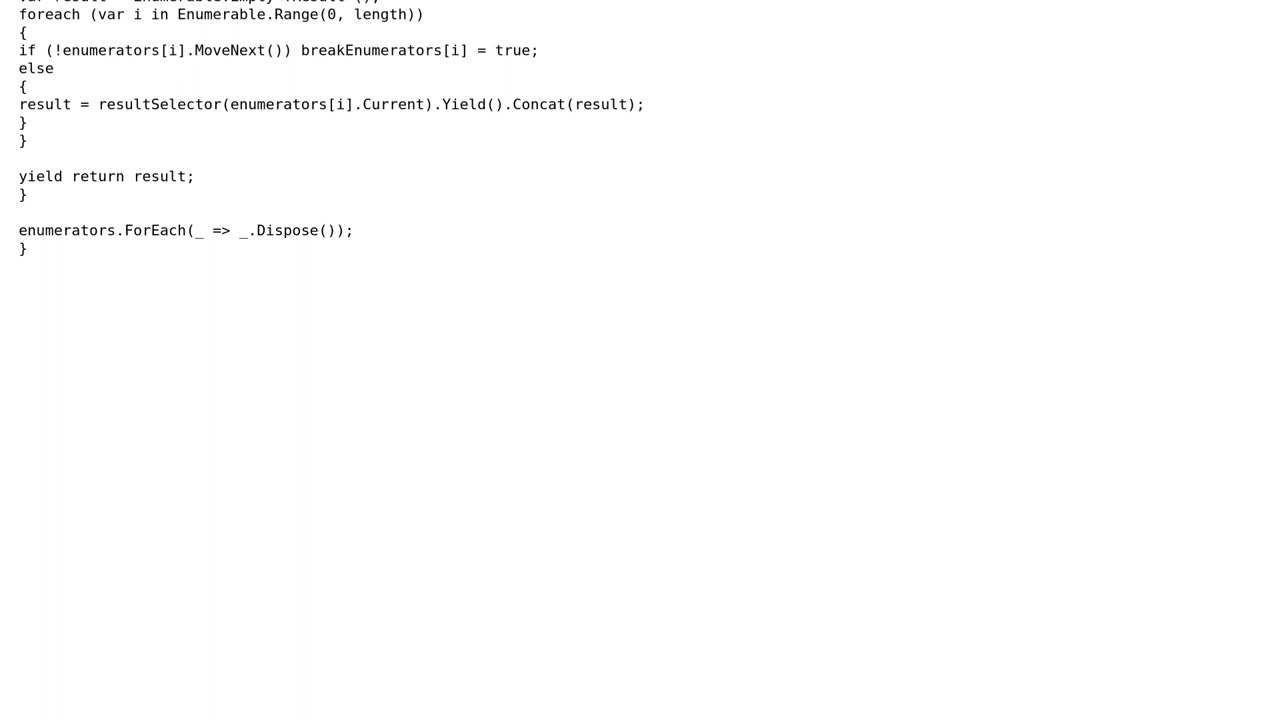 foreach (var i in Enumerable.Range(0, length))
{
if (!enumerators[i].MoveNext()) breakEnumerators[i] = true;
else
{
result = resultSelector(enumerators[i].Current).Yield().Concat(result);
}
}

yield return result;
}

enumerators.ForEach(_ => _.Dispose());
}